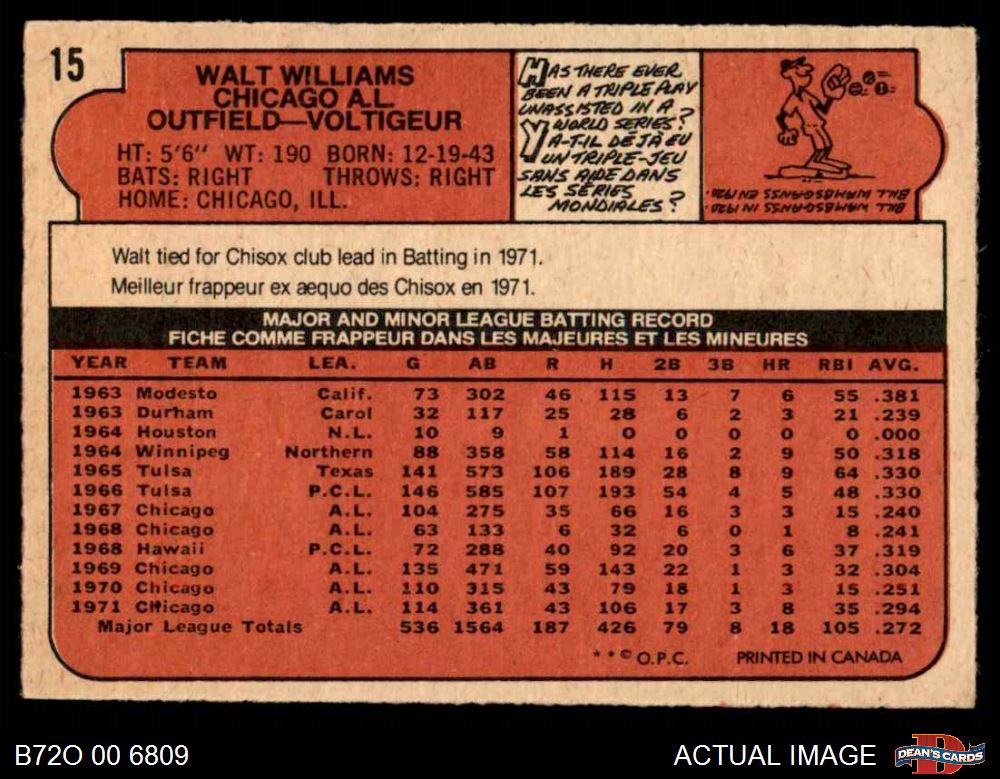 15
WALT WILLIAMS
CHICAGO A.L.
OUTFIELD—VOLTIGEUR
HT: 5'6" WT: 190 BORN: 12-19-43
BATS: RIGHT THROWS: RIGHT
HOME: CHICAGO, ILL.
HAS THERE EVER
BEEN A TRIPLE PLAY
UNASSISTED IN A
WORLD SERIES?
Y A-T-IL DÉJÀ EU
UN TRIPLE-JEU
SANS AIDE DANS
LES SÉRIES
MONDIALES?
BILL WAMBSGANSS IN 1920.
BILL WAMBSGANSS EN 1920.
Walt tied for Chisox club lead in Batting in 1971.
Meilleur frappeur ex aequo des Chisox en 1971.
MAJOR AND MINOR LEAGUE BATTING RECORD
FICHE COMME FRAPPEUR DANS LES MAJEURES ET LES MINEURES
YEAR TEAM LEA. G AB R H 2B 3B HR RBI AVG.
1963 Modesto Calif. 73 302 46 115 13 7 6 55 .381
1963 Durham Carol 32 117 25 28 6 2 3 21 .239
1964 Houston N.L. 10 9 1 0 0 0 0 0 .000
1964 Winnipeg Northern 88 358 58 114 16 2 9 50 .318
1965 Tulsa Texas 141 573 106 189 28 8 9 64 .330
1966 Tulsa P.C.L. 146 585 107 193 54 4 5 48 .330
1967 Chicago A.L. 104 275 35 66 16 3 3 15 .240
1968 Chicago A.L. 63 133 6 32 6 0 1 8 .241
1968 Hawaii P.C.L. 72 288 40 92 20 3 6 37 .319
1969 Chicago A.L. 135 471 59 143 22 1 3 32 .304
1970 Chicago A.L. 110 315 43 79 18 1 3 15 .251
1971 Chicago A.L. 114 361 43 106 17 3 8 35 .294
Major League Totals 536 1564 187 426 79 8 18 105 .272
**© O.P.C. PRINTED IN CANADA
B72O 00 6809
ACTUAL IMAGE
DEAN'S CARDS